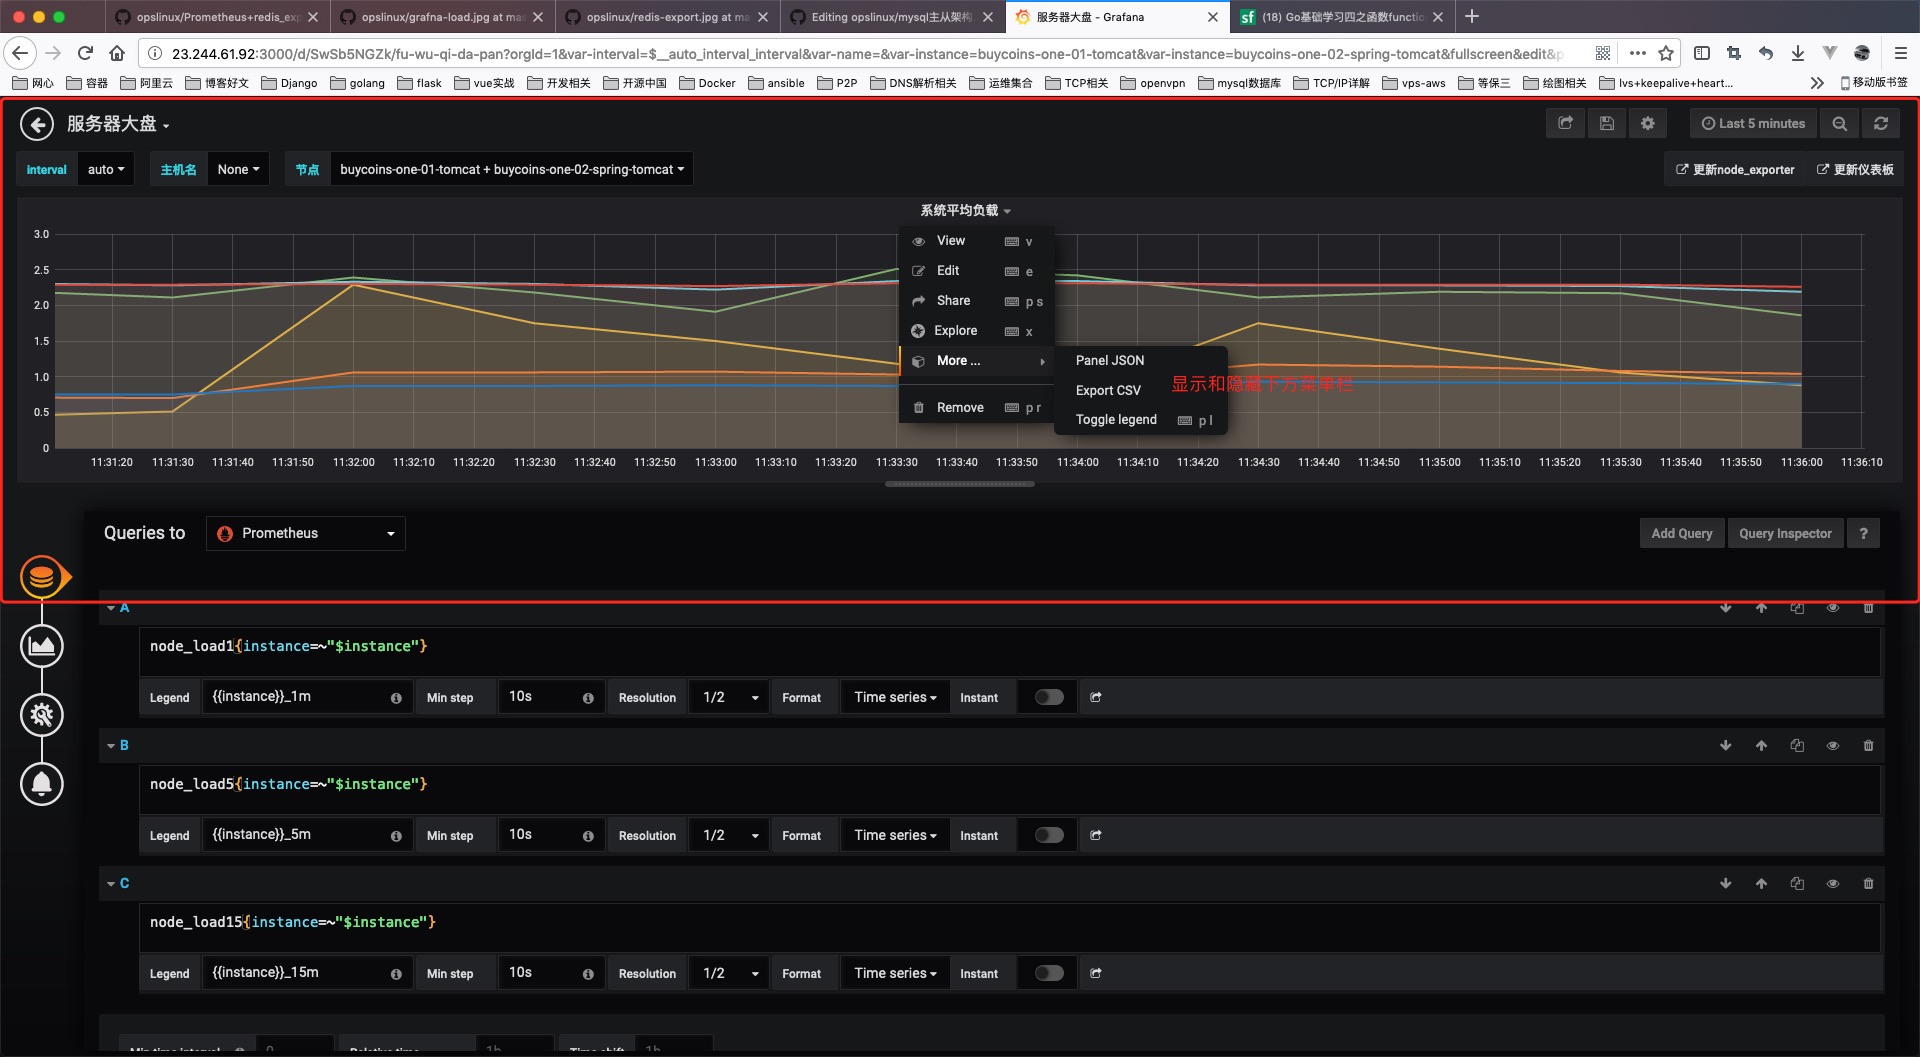 opslinux/Prometheus+redis_exp
opslinux/grafna-load.jpg at mas
opslinux/redis-export.jpg at ma
Editing opslinux/mysql主从架构
服务器大盘 - Grafana
(18) Go基础学习四之函数functio
23.244.61.92:3000/d/SwSb5NGZk/fu-wu-qi-da-pan?orgId=1&var-interval=$__auto_interval_interval&var-name=&var-instance=buycoins-one-01-tomcat&var-instance=buycoins-one-02-spring-tomcat&fullscreen&edit&p
网心 容器 阿里云 博客好文 Django golang flask vue实战 开发相关 开源中国 Docker ansible P2P DNS解析相关 运维集合 TCP相关 openvpn mysql数据库 TCP/IP详解 vps-aws 等保三 绘图相关 lvs+keepalive+heart... 移动版书签
服务器大盘
Last 5 minutes
Interval auto 主机名 None 节点 buycoins-one-01-tomcat + buycoins-one-02-spring-tomcat 更新node_exporter 更新仪表板
系统平均负载
3.0
2.5
2.0
1.5
1.0
0.5
0
View v
Edit e
Share p s
Explore x
More ...
Remove p r
Panel JSON
Export CSV
Toggle legend p l
显示和隐藏下方菜单栏
11:31:20 11:31:30 11:31:40 11:31:50 11:32:00 11:32:10 11:32:20 11:32:30 11:32:40 11:32:50 11:33:00 11:33:10 11:33:20 11:33:30 11:33:40 11:33:50 11:34:00 11:34:10 11:34:20 11:34:30 11:34:40 11:34:50 11:35:00 11:35:10 11:35:20 11:35:30 11:35:40 11:35:50 11:36:00 11:36:10
Queries to Prometheus Add Query Query Inspector ?
A
node_load1{instance=~"$instance"}
Legend {{instance}}_1m Min step 10s Resolution 1/2 Format Time series Instant
B
node_load5{instance=~"$instance"}
Legend {{instance}}_5m Min step 10s Resolution 1/2 Format Time series Instant
C
node_load15{instance=~"$instance"}
Legend {{instance}}_15m Min step 10s Resolution 1/2 Format Time series Instant
Min time interval 0 Relative time 1h Time shift 1h